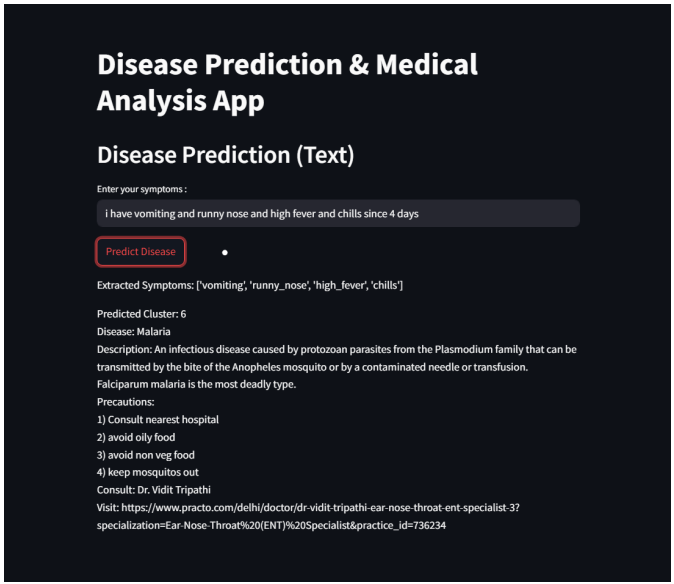 Disease Prediction & Medical
Analysis App
Disease Prediction (Text)
Enter your symptoms :
i have vomiting and runny nose and high fever and chills since 4 days
Predict Disease
Extracted Symptoms: ['vomiting', 'runny_nose', 'high_fever', 'chills']
Predicted Cluster: 6
Disease: Malaria
Description: An infectious disease caused by protozoan parasites from the Plasmodium family that can be
transmitted by the bite of the Anopheles mosquito or by a contaminated needle or transfusion.
Falciparum malaria is the most deadly type.
Precautions:
1) Consult nearest hospital
2) avoid oily food
3) avoid non veg food
4) keep mosquitos out
Consult: Dr. Vidit Tripathi
Visit: https://www.practo.com/delhi/doctor/dr-vidit-tripathi-ear-nose-throat-ent-specialist-3?
specialization=Ear-Nose-Throat%20(ENT)%20Specialist&practice_id=736234